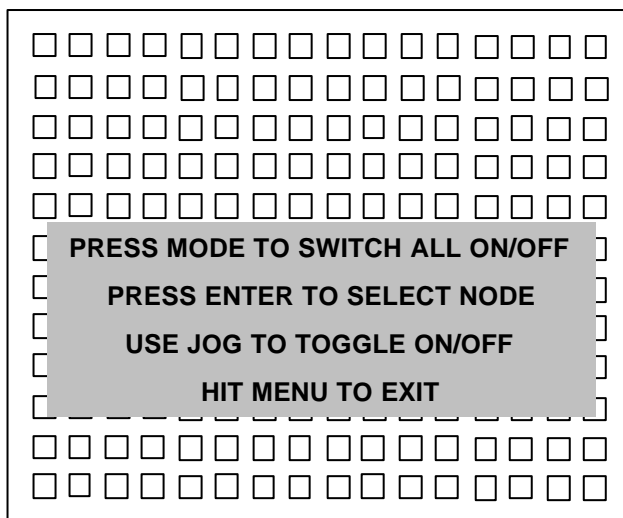 PRESS MODE TO SWITCH ALL ON/OFF
PRESS ENTER TO SELECT NODE
USE JOG TO TOGGLE ON/OFF
HIT MENU TO EXIT